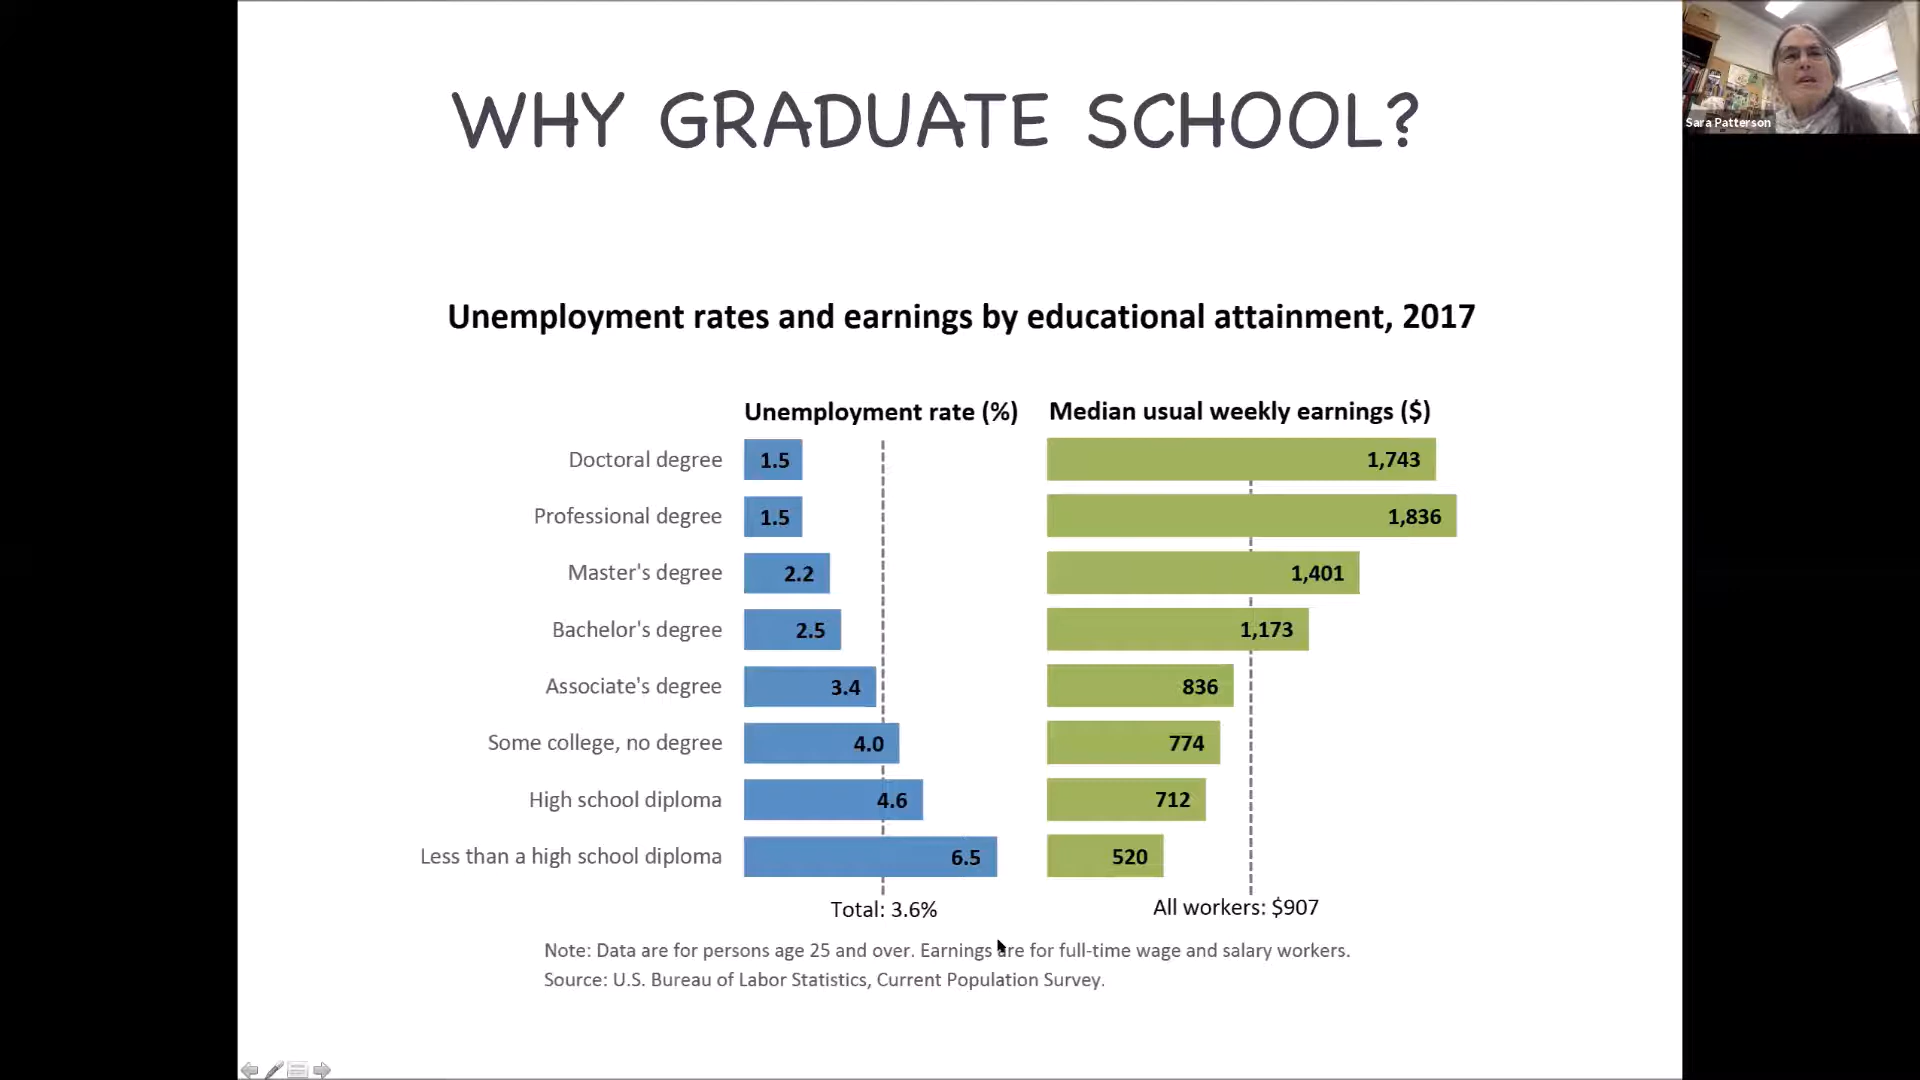 WHY GRADUATE SCHOOL?
Sara Patterson
Unemployment rates and earnings by educational attainment, 2017
Unemployment rate (%) Median usual weekly earnings ($)
Doctoral degree 1.5 1,743
Professional degree 1.5 1,836
Master's degree 2.2 1,401
Bachelor's degree 2.5 1,173
Associate's degree 3.4 836
Some college, no degree 4.0 774
High school diploma 4.6 712
Less than a high school diploma 6.5 520
Total: 3.6% All workers: $907
Note: Data are for persons age 25 and over. Earnings are for full-time wage and salary workers.
Source: U.S. Bureau of Labor Statistics, Current Population Survey.